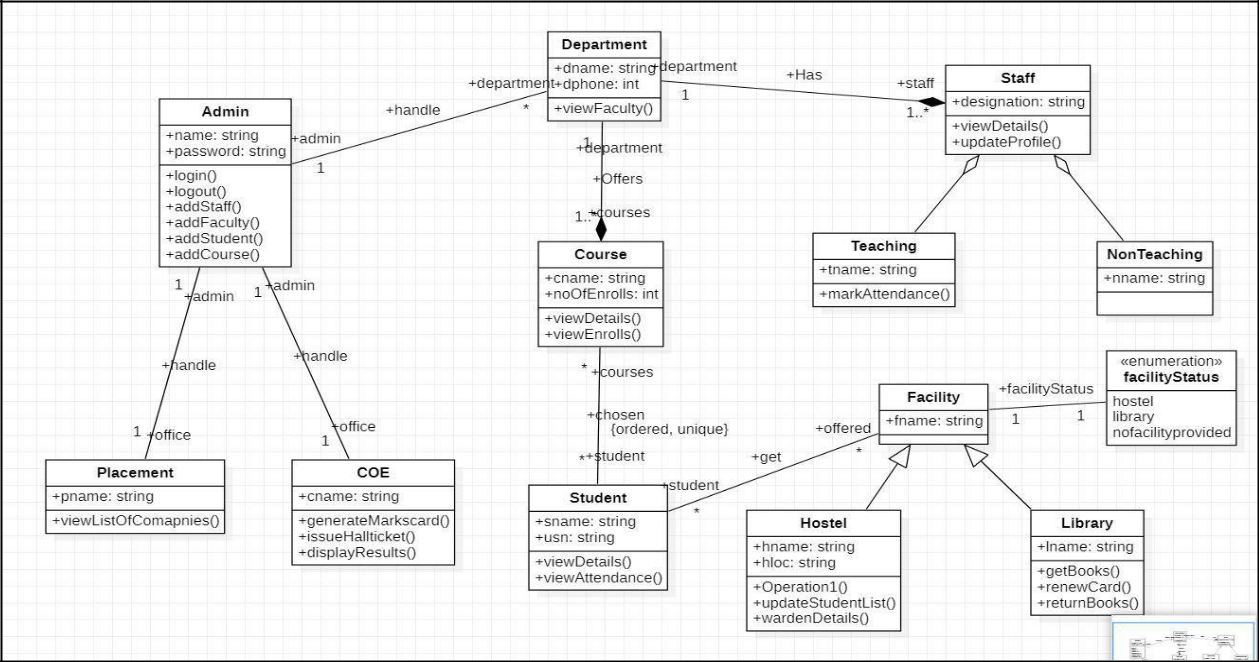 Department
+dname: string
+dphone: int
+viewFaculty()
+department
1
+Has
+staff
1..*
Staff
+designation: string
+viewDetails()
+updateProfile()
+department
*
+handle
+admin
1
Admin
+name: string
+password: string
+login()
+logout()
+addStaff()
+addFaculty()
+addStudent()
+addCourse()
1
+department
+Offers
1..*
+courses
Course
+cname: string
+noOfEnrolls: int
+viewDetails()
+viewEnrolls()
Teaching
+tname: string
+markAttendance()
NonTeaching
+nname: string
1
+admin
+handle
1
+office
1
+admin
+handle
1
+office
Placement
+pname: string
+viewListOfComapnies()
COE
+cname: string
+generateMarkscard()
+issueHallticket()
+displayResults()
*
+courses
+chosen
{ordered, unique}
*
+student
Student
+sname: string
+usn: string
+viewDetails()
+viewAttendance()
+student
*
+get
+offered
*
Facility
+fname: string
+facilityStatus
1
1
«enumeration»
facilityStatus
hostel
library
nofacilityprovided
Hostel
+hname: string
+hloc: string
+Operation1()
+updateStudentList()
+wardenDetails()
Library
+lname: string
+getBooks()
+renewCard()
+returnBooks()